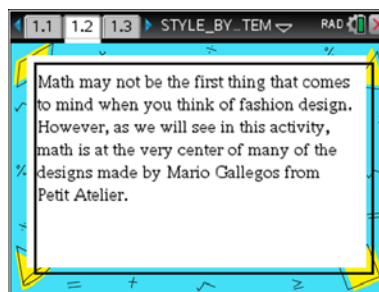 1.1 1.2 1.3 STYLE_BY_TEM RAD
Math may not be the first thing that comes
to mind when you think of fashion design.
However, as we will see in this activity,
math is at the very center of many of the
designs made by Mario Gallegos from
Petit Atelier.